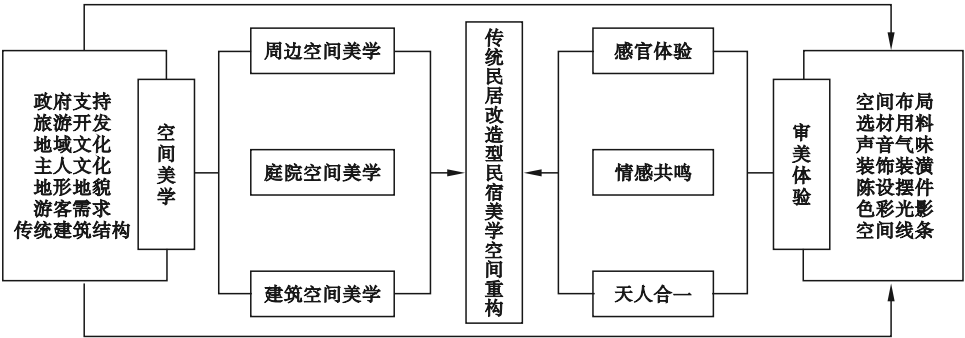 政府支持
旅游开发
地域文化
主人文化
地形地貌
游客需求
传统建筑结构
空间美学
周边空间美学
庭院空间美学
建筑空间美学
传统民居改造型民宿美学空间重构
感官体验
情感共鸣
天人合一
审美体验
空间布局
选材用料
声音气味
装饰装潢
陈设摆件
色彩光影
空间线条